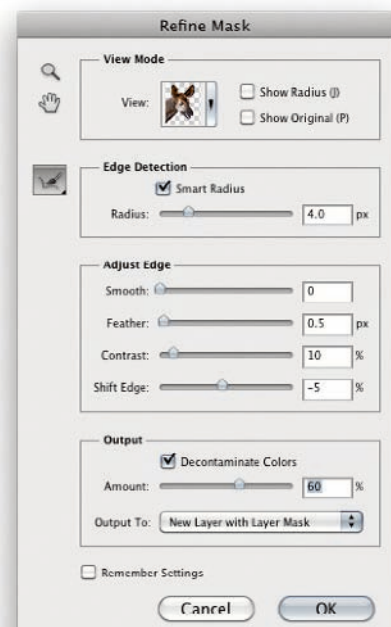 Refine Mask
View Mode
View:
Show Radius (J)
Show Original (P)
Edge Detection
Smart Radius
Radius: 4.0 px
Adjust Edge
Smooth: 0
Feather: 0.5 px
Contrast: 10 %
Shift Edge: -5 %
Output
Decontaminate Colors
Amount: 60 %
Output To: New Layer with Layer Mask
Remember Settings
Cancel OK